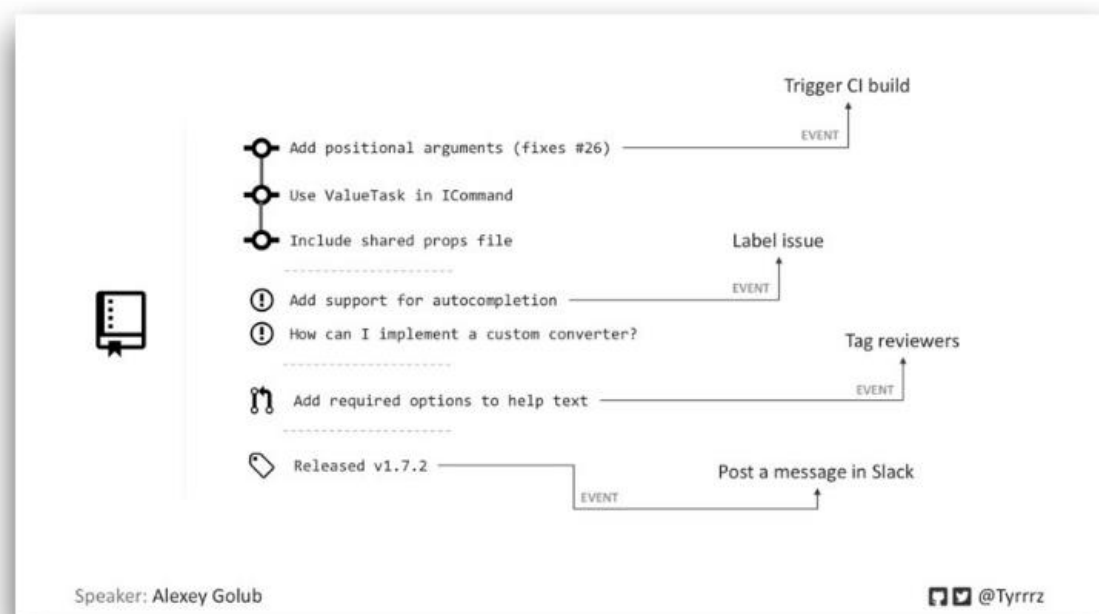 Trigger CI build
EVENT
Add positional arguments (fixes #26)
Use ValueTask in ICommand
Include shared props file
Label issue
EVENT
Add support for autocompletion
How can I implement a custom converter?
Tag reviewers
EVENT
Add required options to help text
Released v1.7.2
Post a message in Slack
EVENT
Speaker: Alexey Golub
@Tyrrrz